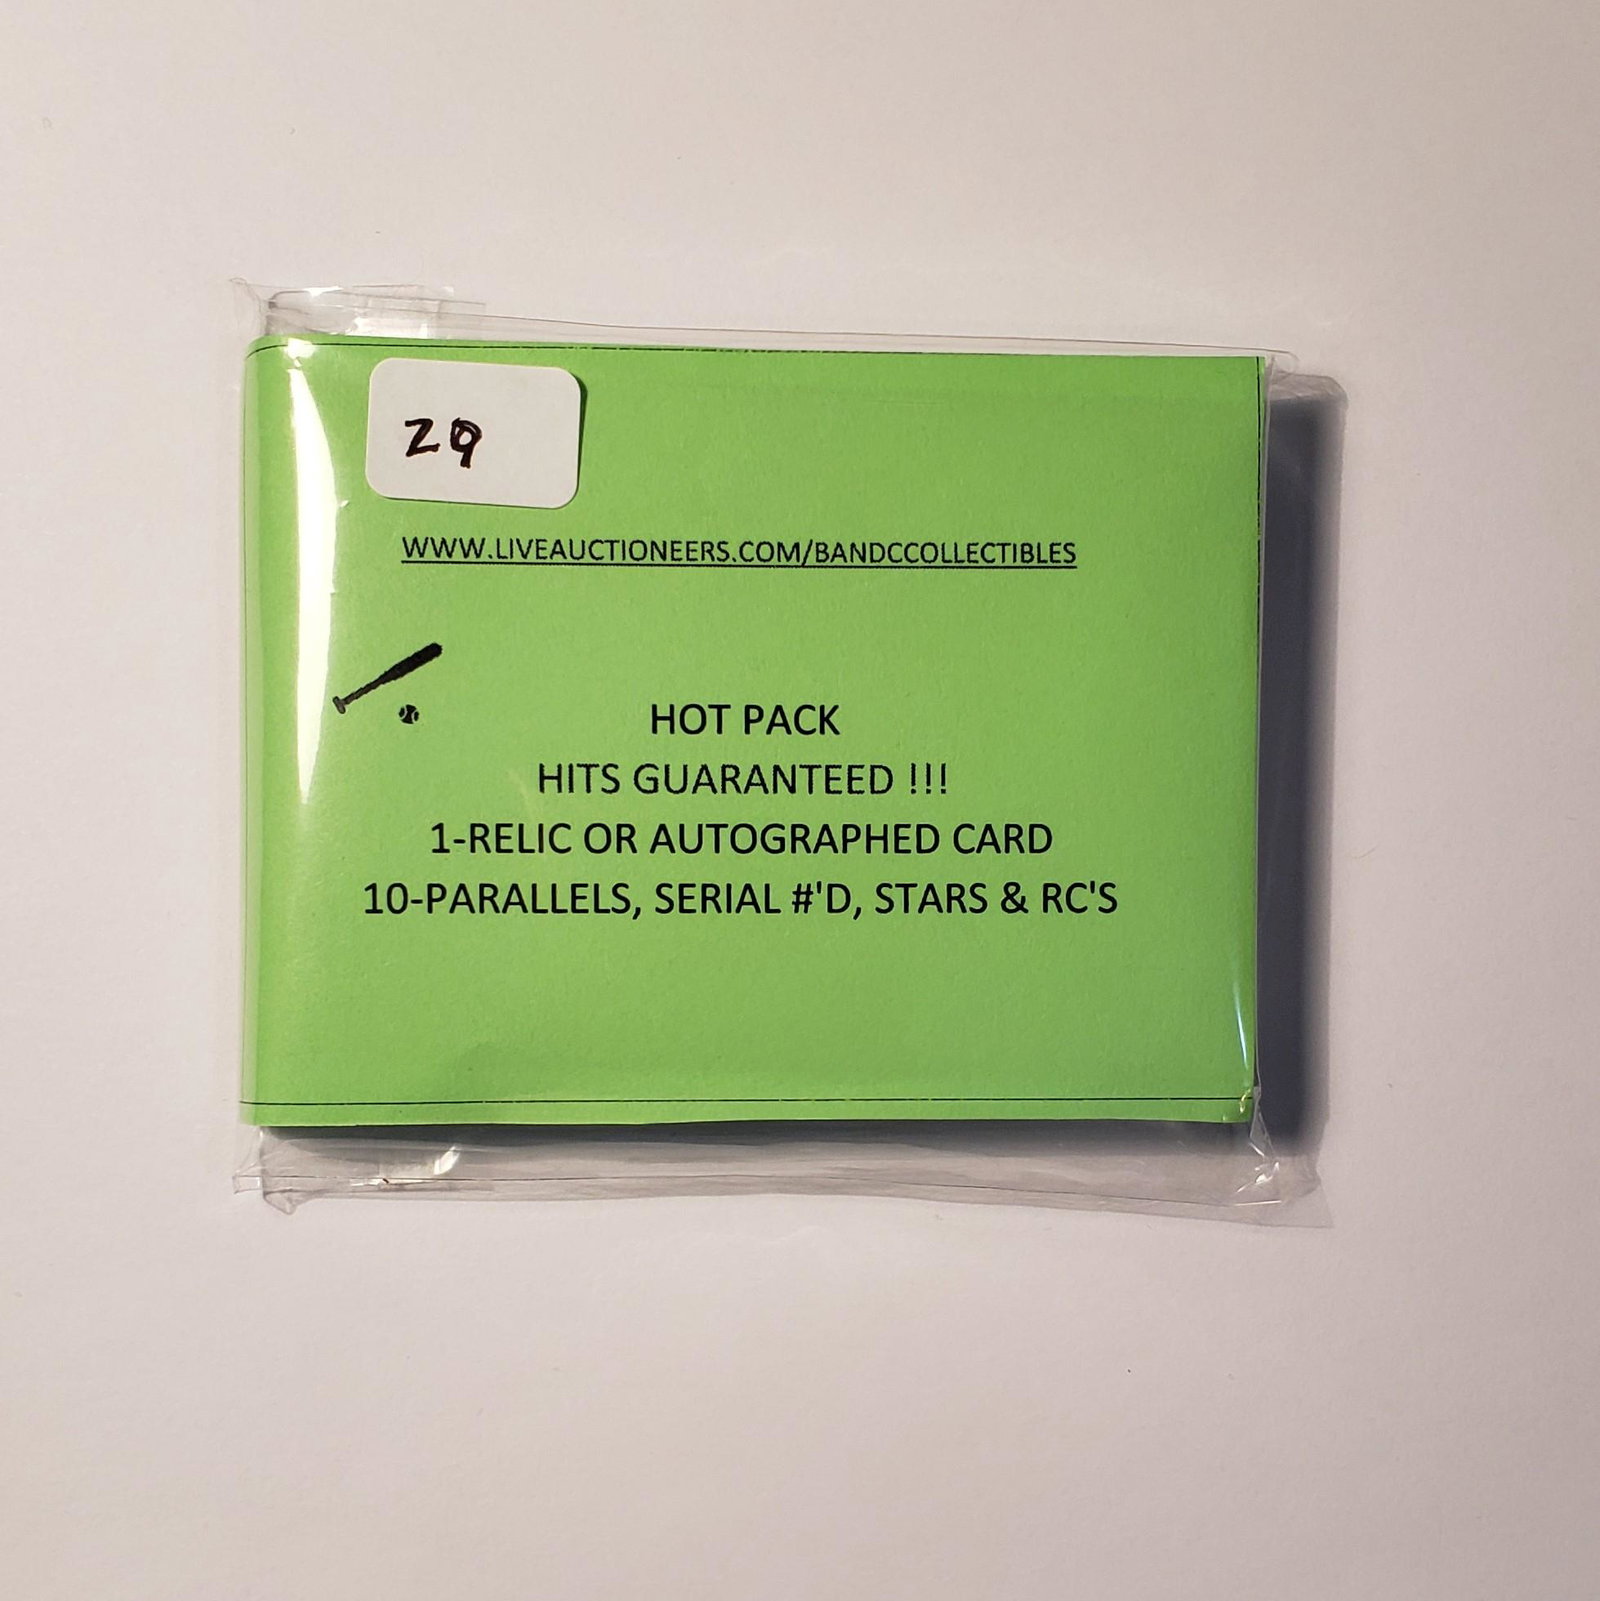 29
WWW.LIVEAUCTIONEERS.COM/BANDCCOLLECTIBLES
HOT PACK
HITS GUARANTEED !!!
1-RELIC OR AUTOGRAPHED CARD
10-PARALLELS, SERIAL #'D, STARS & RC'S